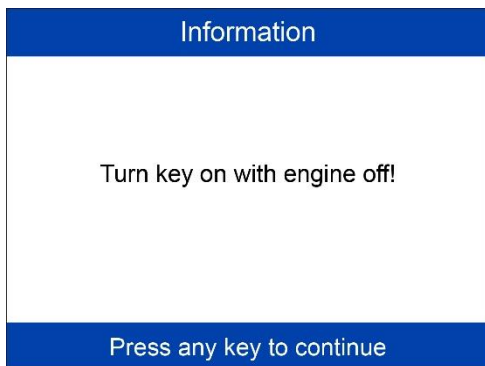 Information
Turn key on with engine off!
Press any key to continue